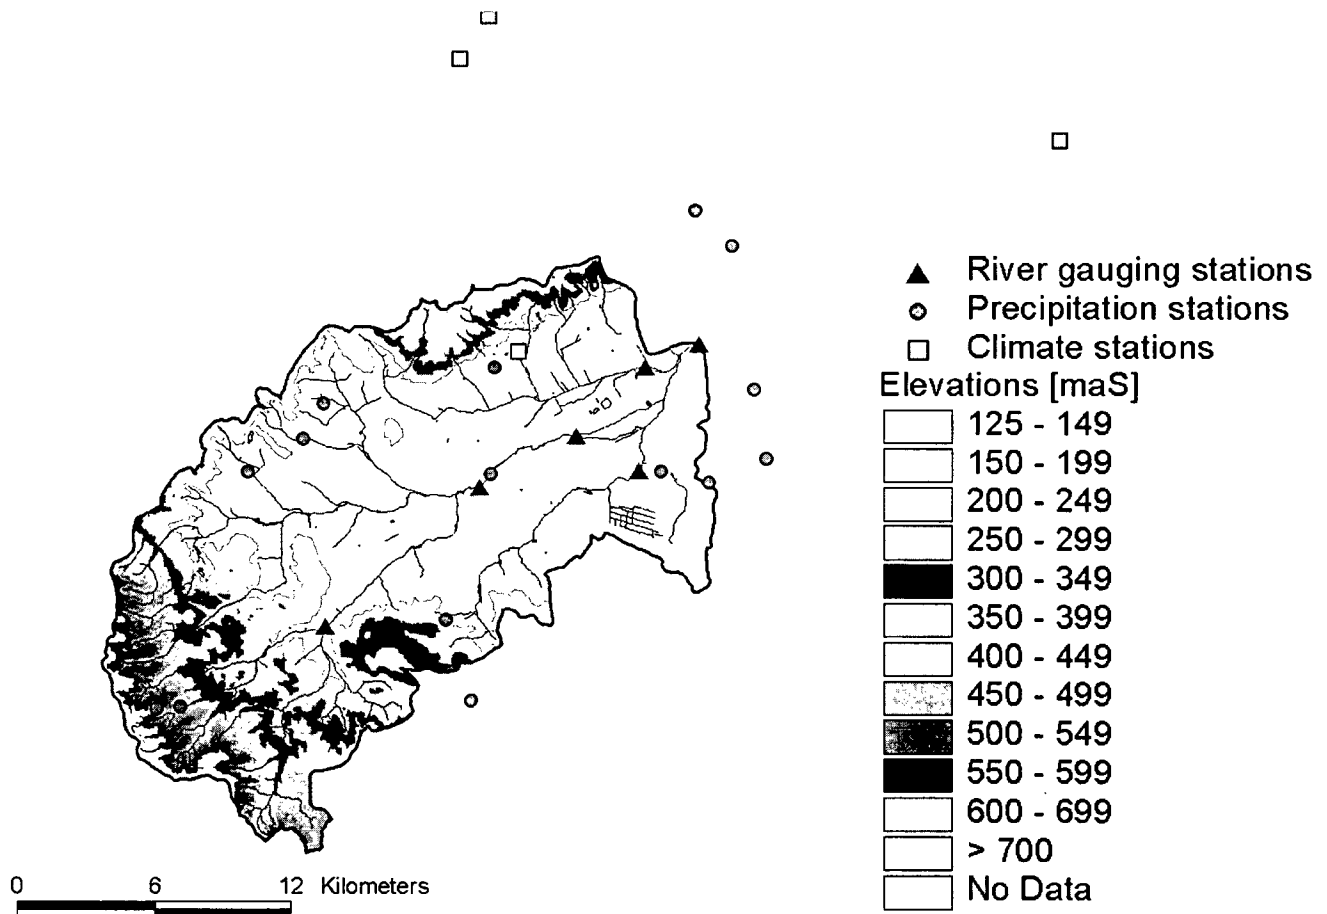 River gauging stations
Precipitation stations
Climate stations
Elevations [maS]
125 - 149
150 - 199
200 - 249
250 - 299
300 - 349
350 - 399
400 - 449
450 - 499
500 - 549
550 - 599
600 - 699
> 700
No Data
0 6 12 Kilometers